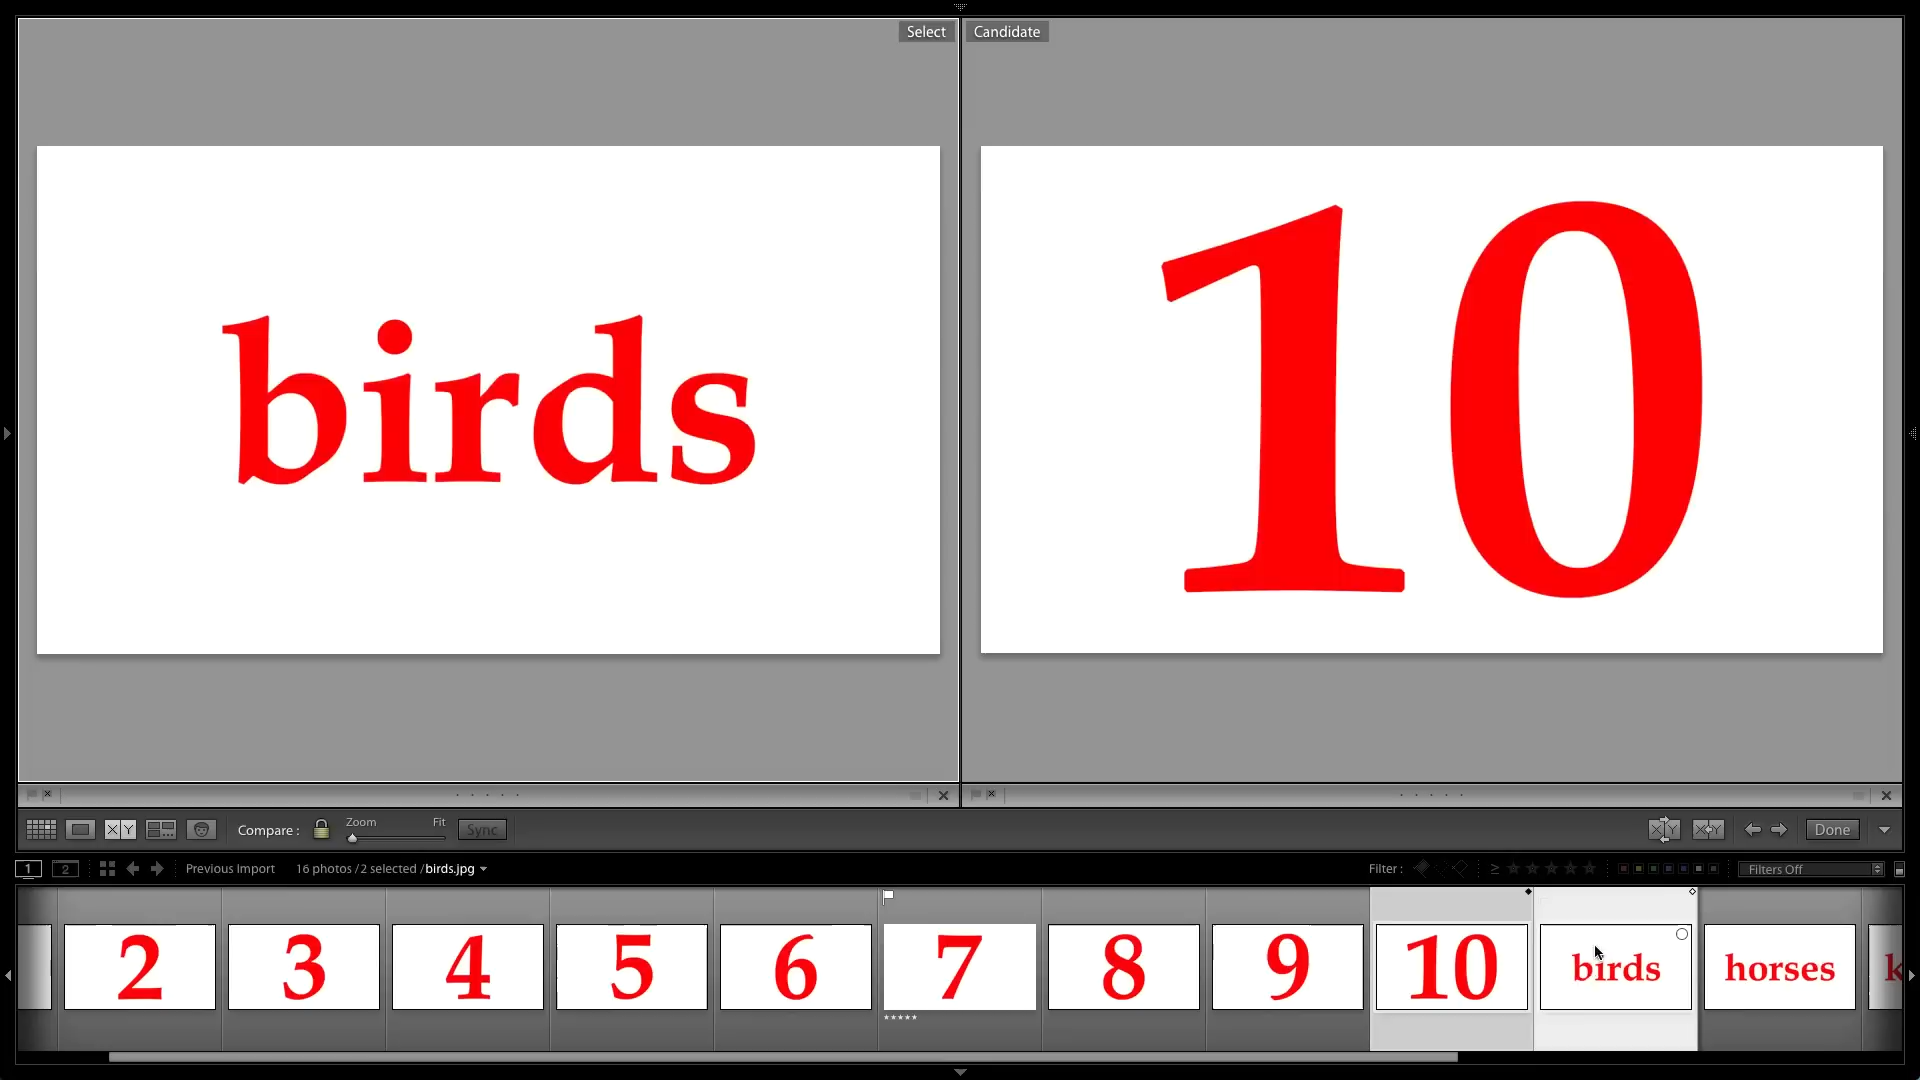 Select
Candidate
birds
10
XY
Compare :
Zoom
Fit
Sync
Done
1
2
Previous Import
16 photos / 2 selected / birds.jpg
Filter :
≥
Filters Off
2
3
4
5
6
7
8
9
10
birds
horses
k